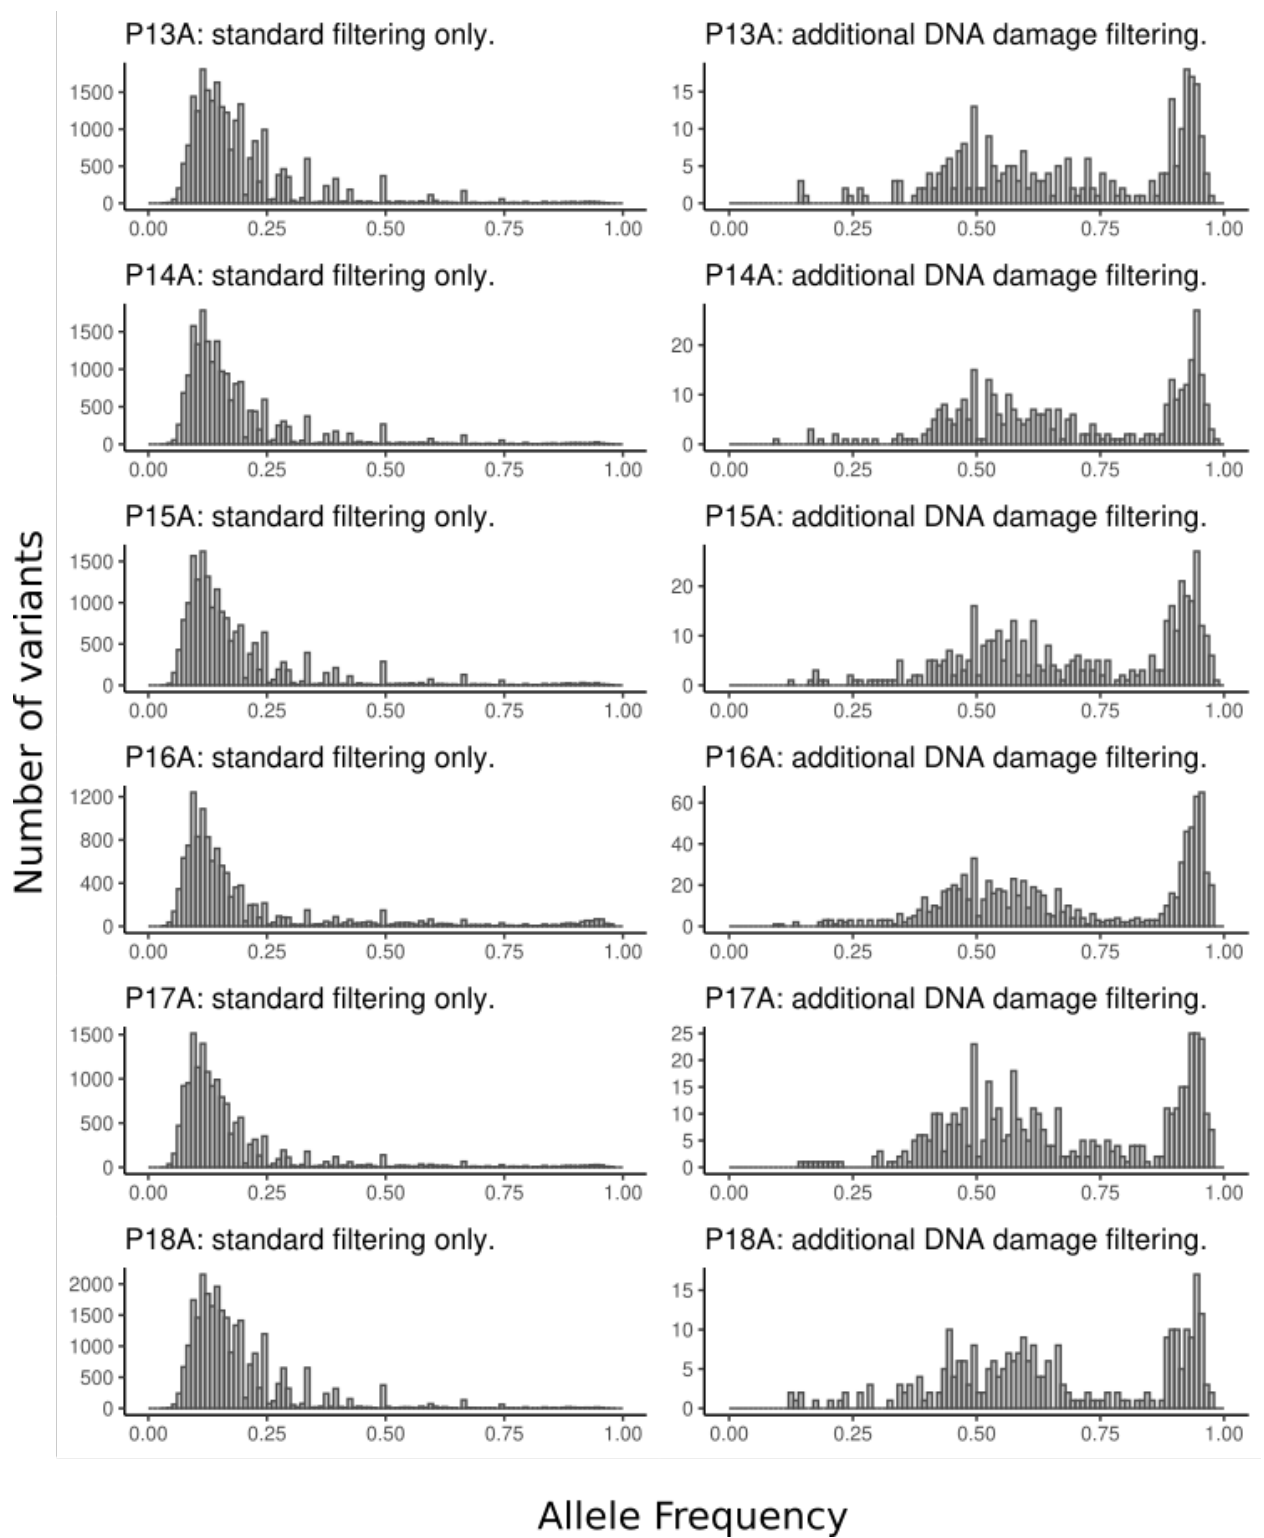 P13A: standard filtering only.
1500
1000
500
0
0.00 0.25 0.50 0.75 1.00
P13A: additional DNA damage filtering.
15
10
5
0
0.00 0.25 0.50 0.75 1.00
P14A: standard filtering only.
1500
1000
500
0
0.00 0.25 0.50 0.75 1.00
P14A: additional DNA damage filtering.
20
10
0
0.00 0.25 0.50 0.75 1.00
P15A: standard filtering only.
1500
1000
500
0
0.00 0.25 0.50 0.75 1.00
P15A: additional DNA damage filtering.
20
10
0
0.00 0.25 0.50 0.75 1.00
P16A: standard filtering only.
1200
800
400
0
0.00 0.25 0.50 0.75 1.00
P16A: additional DNA damage filtering.
60
40
20
0
0.00 0.25 0.50 0.75 1.00
P17A: standard filtering only.
1500
1000
500
0
0.00 0.25 0.50 0.75 1.00
P17A: additional DNA damage filtering.
25
20
15
10
5
0
0.00 0.25 0.50 0.75 1.00
P18A: standard filtering only.
2000
1500
1000
500
0
0.00 0.25 0.50 0.75 1.00
P18A: additional DNA damage filtering.
15
10
5
0
0.00 0.25 0.50 0.75 1.00
Number of variants
Allele Frequency